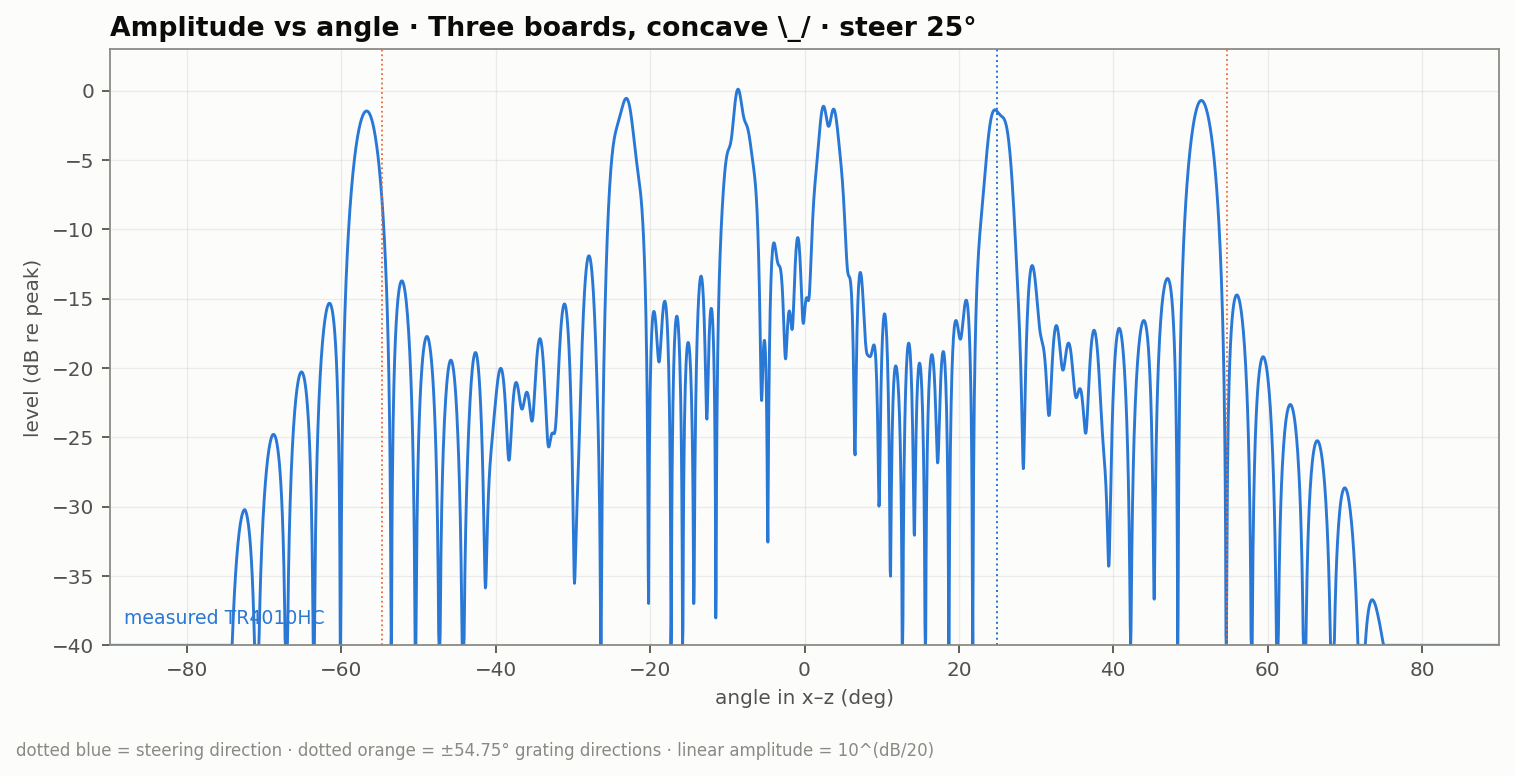 Amplitude vs angle · Three boards, concave \_/ · steer 25°
level (dB re peak)
0
−5
−10
−15
−20
−25
−30
−35
−40
measured TR4010HC
−80 −60 −40 −20 0 20 40 60 80
angle in x–z (deg)
dotted blue = steering direction · dotted orange = ±54.75° grating directions · linear amplitude = 10^(dB/20)